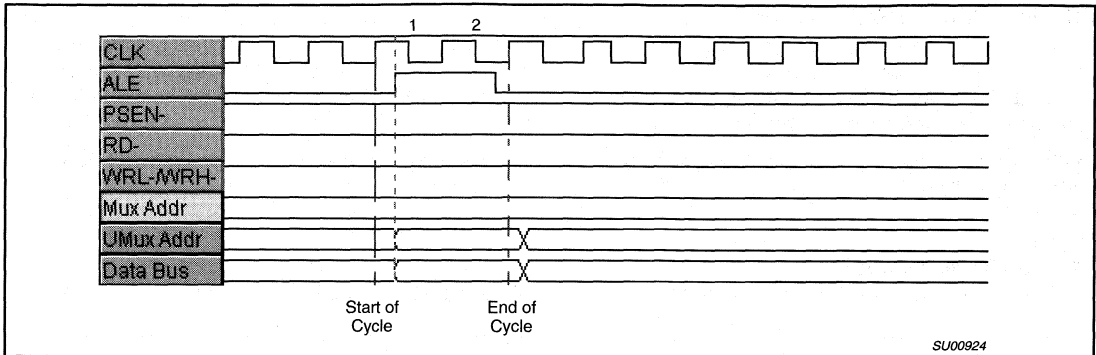 1 2
CLK
ALE
PSEN-
RD-
WRL-/WRH-
Mux Addr
UMux Addr
Data Bus
Start of
Cycle
End of
Cycle
SU00924